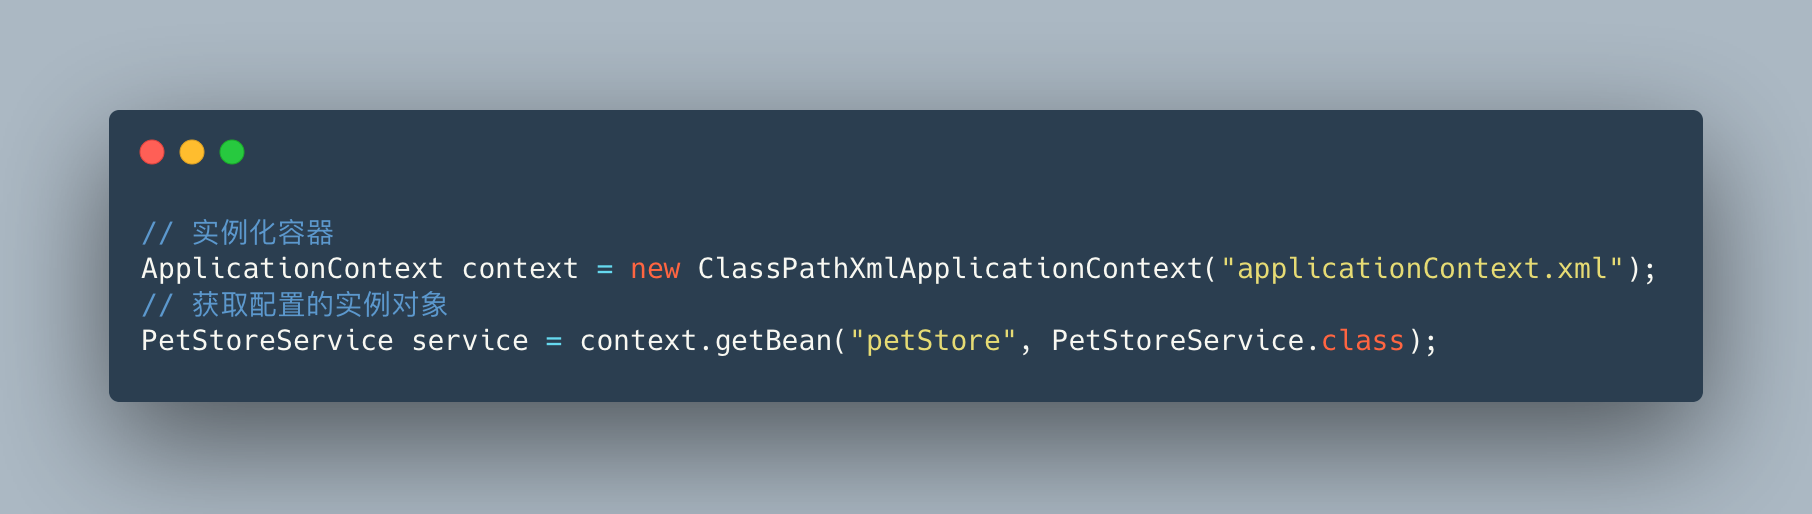 // 实例化容器
ApplicationContext context = new ClassPathXmlApplicationContext("applicationContext.xml");
// 获取配置的实例对象
PetStoreService service = context.getBean("petStore", PetStoreService.class);